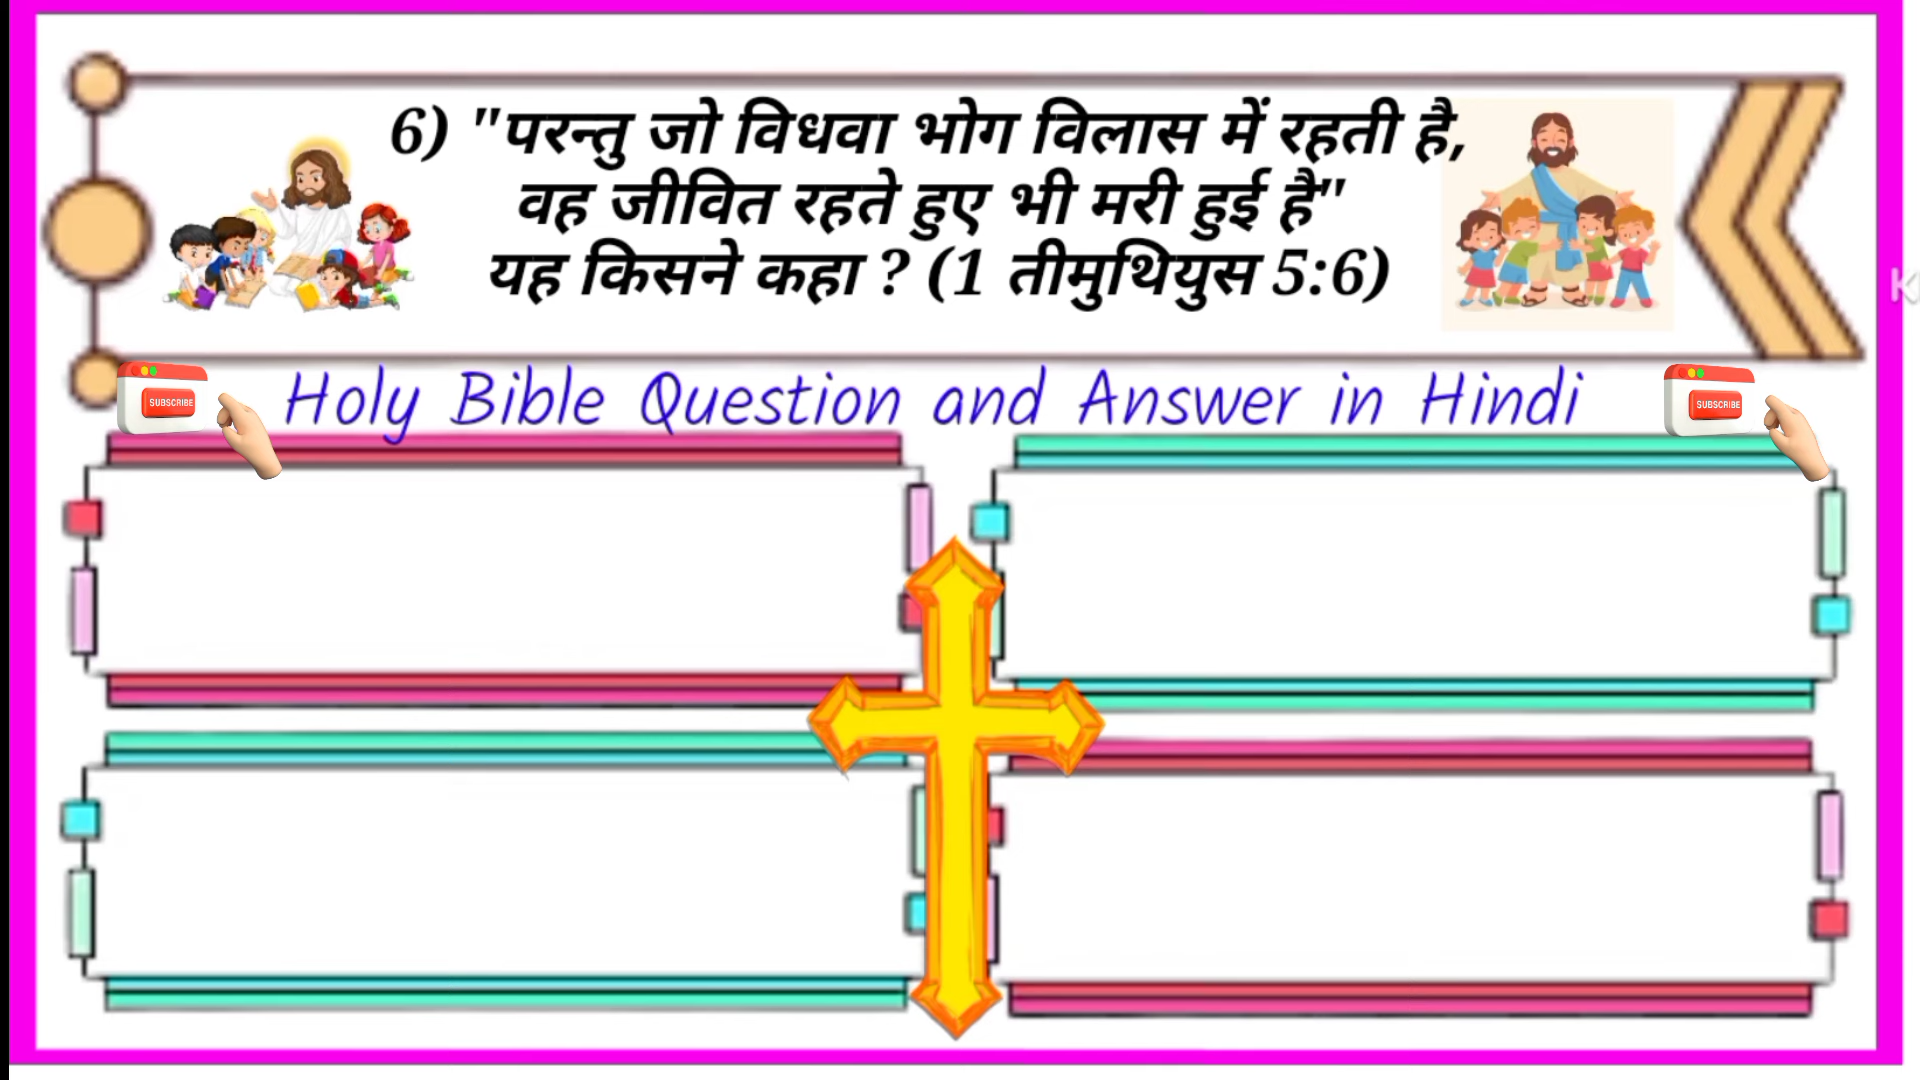 6) "परन्तु जो विधवा भोग विलास में रहती है,
वह जीवित रहते हुए भी मरी हुई है"
यह किसने कहा ? (1 तीमुथियुस 5:6)
SUBSCRIBE
Holy Bible Question and Answer in Hindi
SUBSCRIBE